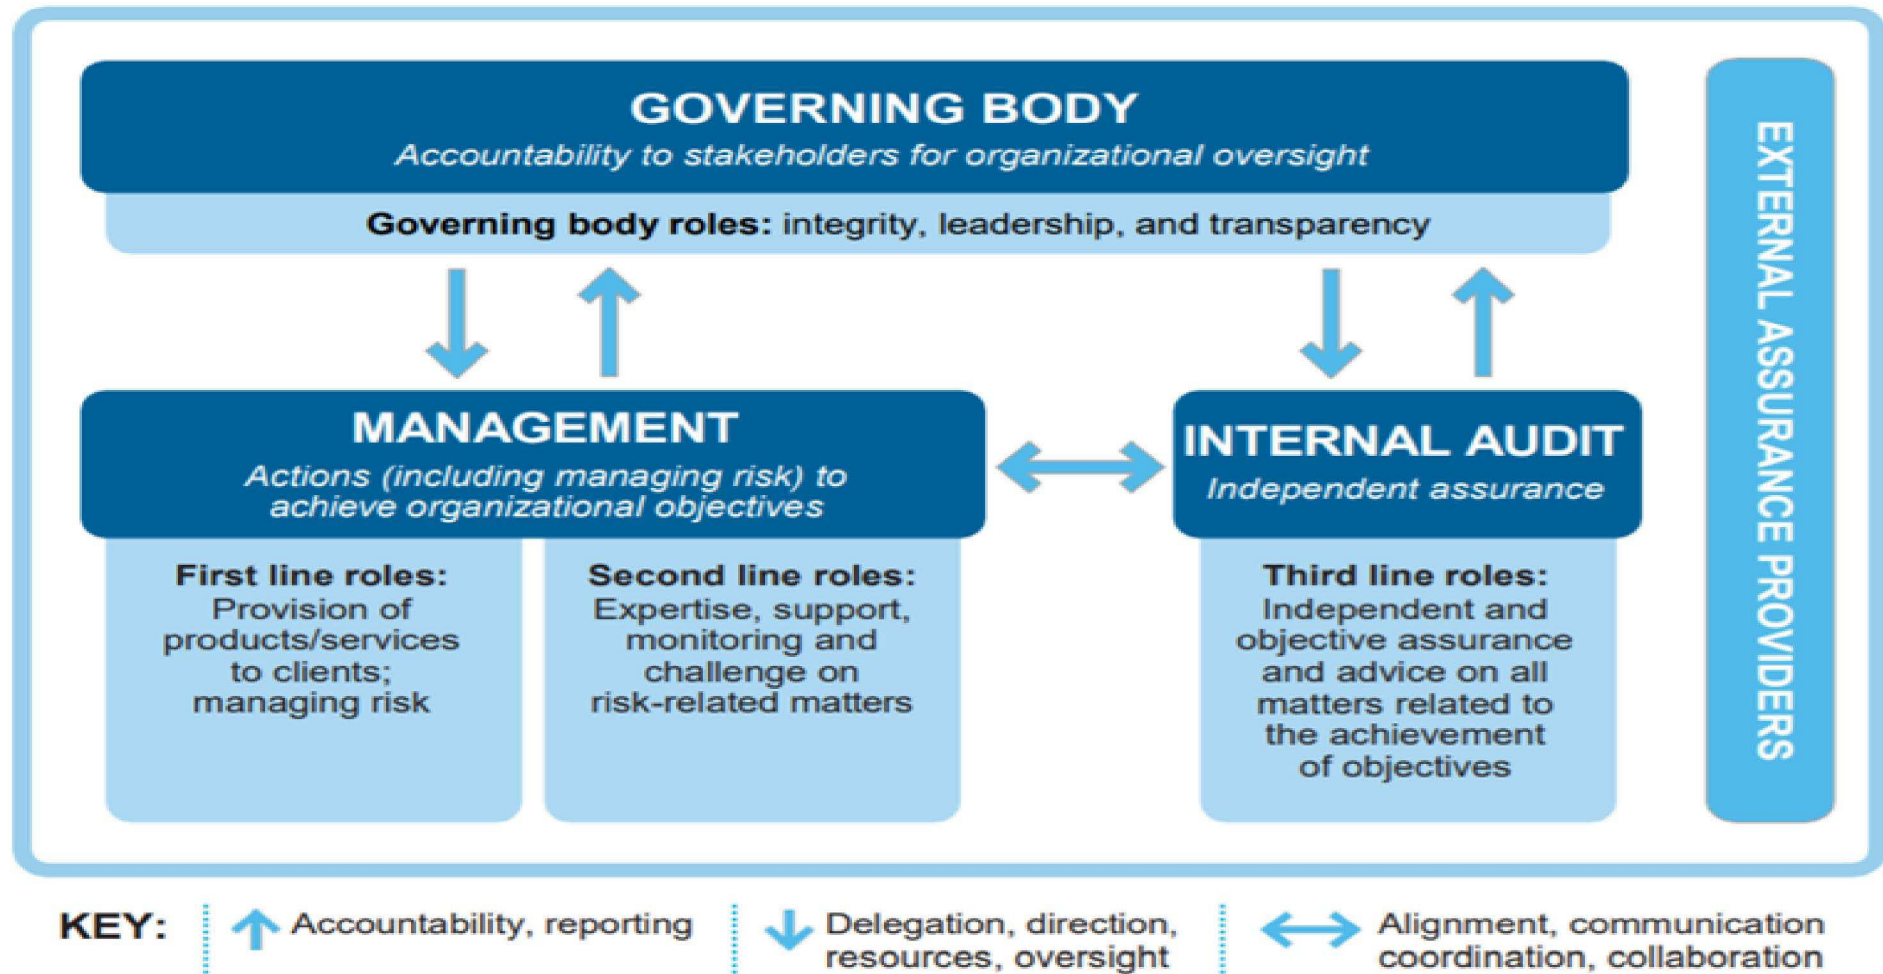 GOVERNING BODY
Accountability to stakeholders for organizational oversight
Governing body roles: integrity, leadership, and transparency
MANAGEMENT
Actions (including managing risk) to
achieve organizational objectives
First line roles:
Provision of
products/services
to clients;
managing risk
Second line roles:
Expertise, support,
monitoring and
challenge on
risk-related matters
INTERNAL AUDIT
Independent assurance
Third line roles:
Independent and
objective assurance
and advice on all
matters related to
the achievement
of objectives
EXTERNAL ASSURANCE PROVIDERS
KEY:
Accountability, reporting
Delegation, direction,
resources, oversight
Alignment, communication
coordination, collaboration